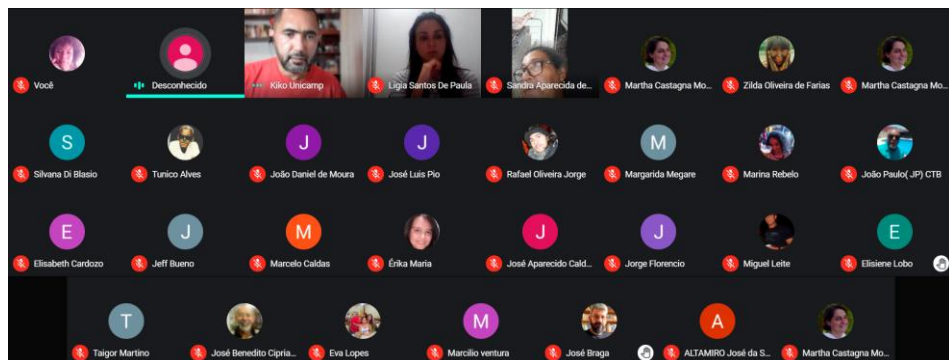 Você
Desconhecido
Kiko Unicamp
Ligia Santos De Paula
Sandra Aparecida de...
Martha Castagna Mo...
Zilda Oliveira de Farias
Martha Castagna Mo...
S
Silvana Di Blasio
Tunico Alves
J
João Daniel de Moura
J
José Luis Pio
Rafael Oliveira Jorge
M
Margarida Megare
Marina Rebelo
João Paulo( JP) CTB
E
Elisabeth Cardozo
J
Jeff Bueno
M
Marcelo Caldas
Érika Maria
J
José Aparecido Cald...
J
Jorge Florencio
Miguel Leite
E
Elisiene Lobo
T
Taigor Martino
José Benedito Cipria...
Eva Lopes
M
Marcilio ventura
José Braga
A
ALTAMIRO José da S...
Martha Castagna Mo...